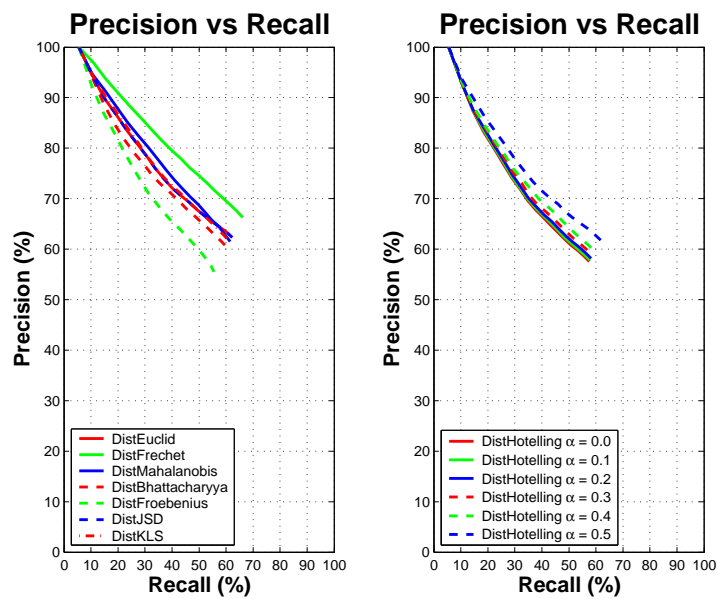 Precision vs Recall
100
90
80
70
60
50
40
30
20
10
0
Precision (%)
DistEuclid
DistFrechet
DistMahalanobis
DistBhattacharyya
DistFroebenius
DistJSD
DistKLS
0 10 20 30 40 50 60 70 80 90 100
Recall (%)
Precision vs Recall
100
90
80
70
60
50
40
30
20
10
0
Precision (%)
DistHotelling α = 0.0
DistHotelling α = 0.1
DistHotelling α = 0.2
DistHotelling α = 0.3
DistHotelling α = 0.4
DistHotelling α = 0.5
0 10 20 30 40 50 60 70 80 90 100
Recall (%)